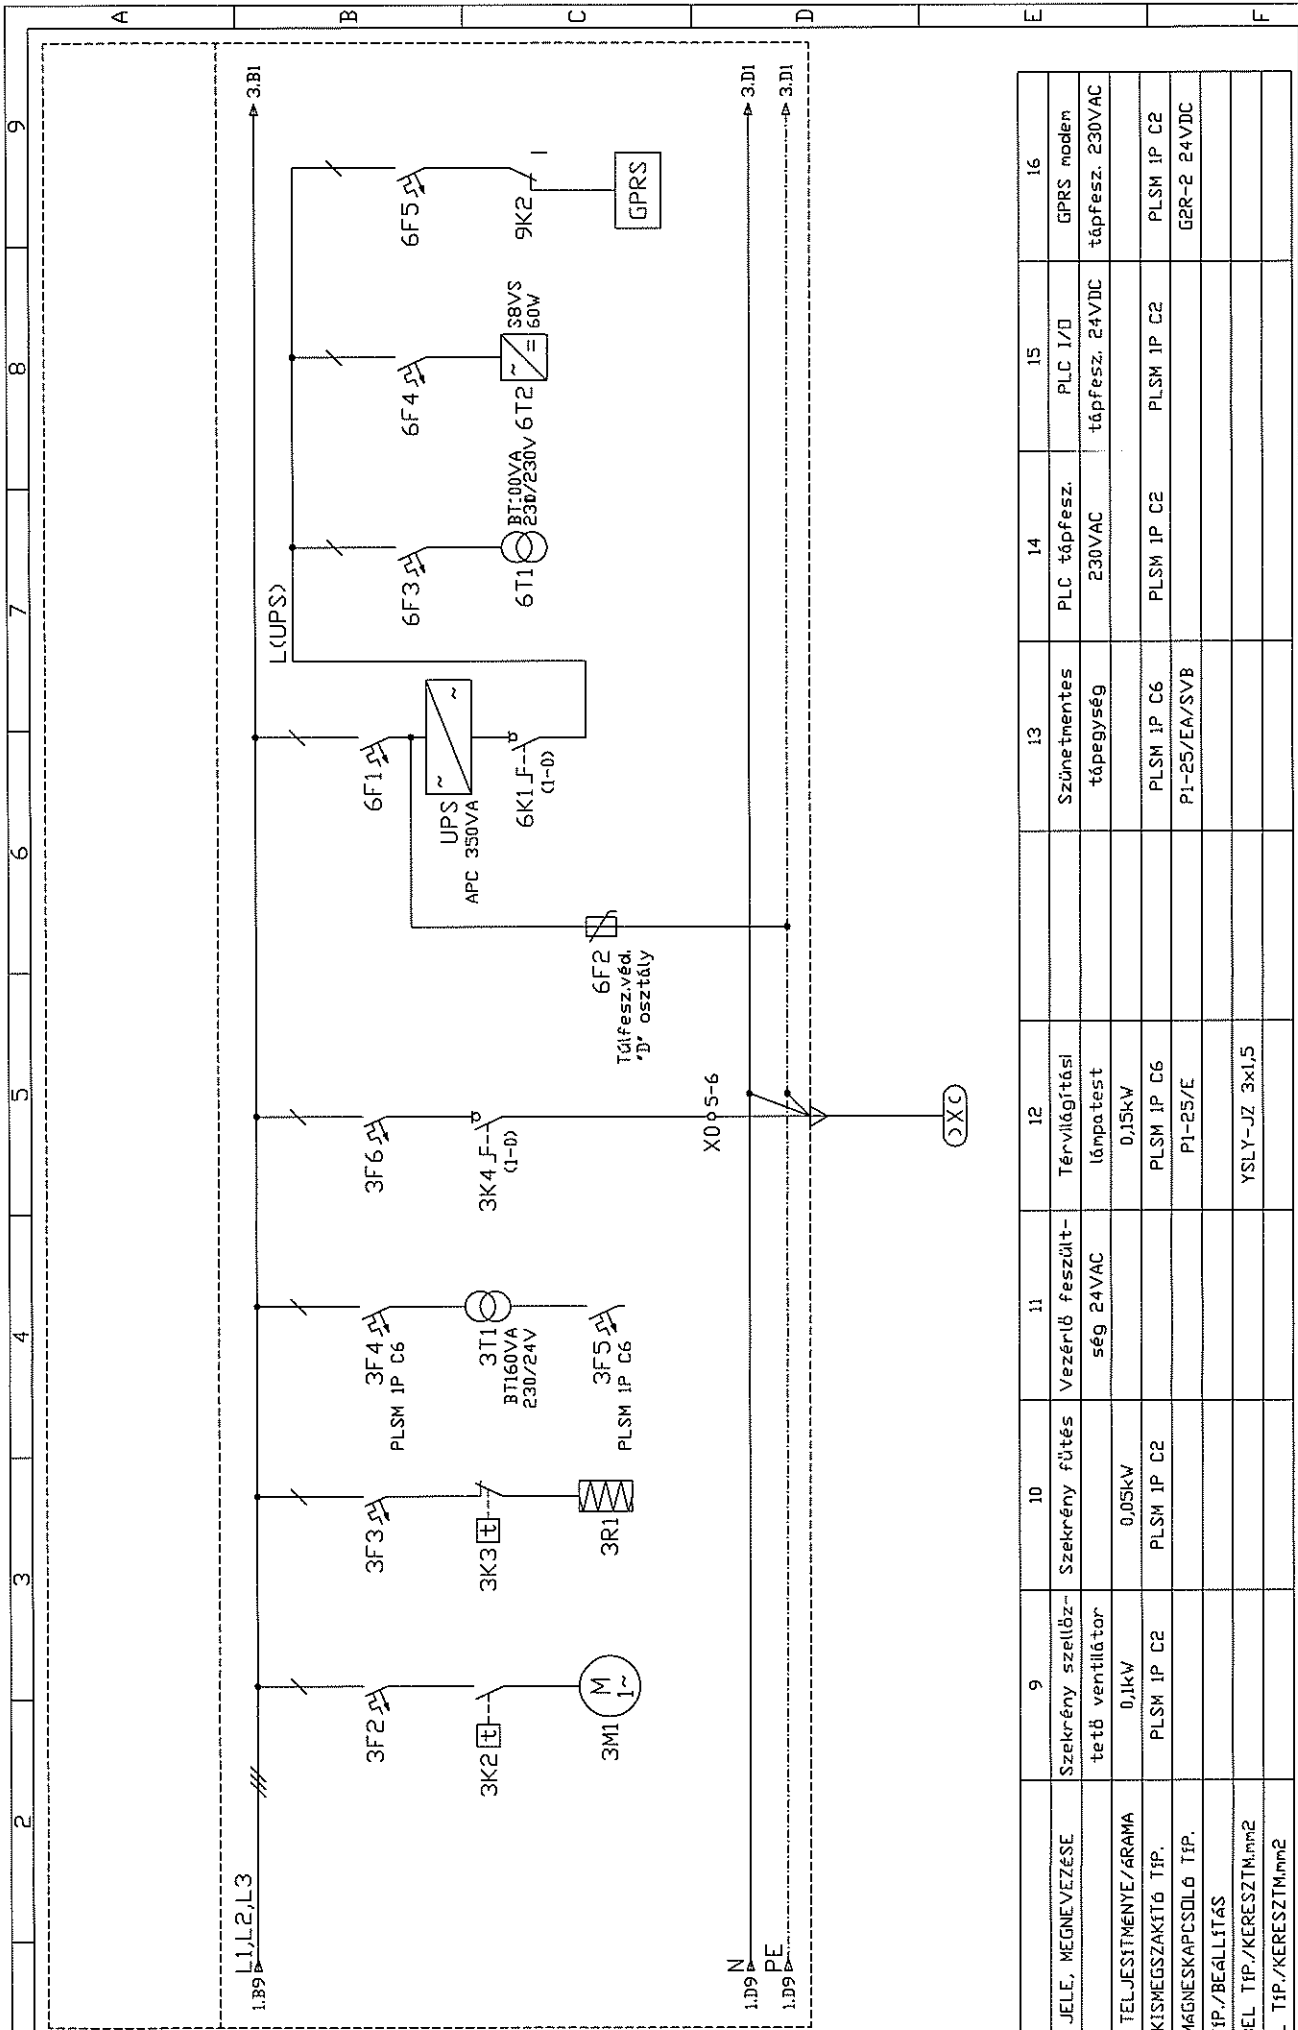 2
3
4
5
6
7
8
9
A
B
C
D
E
F
L1,L2,L3
1.B9
3.B1
3F2
3K2 t
3M1
M
1~
3F3
3K3 t
3R1
3F4
PLSM 1P C6
3T1
BT160VA
230/24V
3F5
PLSM 1P C6
3F6
3K4
(1-0)
X0 5-6
6F2
Túlfesz.véd.
"D" osztály
6F1
UPS
APC 350VA
~
~
6K1
(1-0)
L(UPS)
6F3
6T1
230/230V
6F4
6T2
~
=
S8VS
60W
6F5
9K2
GPRS
N
1.D9
3.D1
PE
1.D9
3.D1
9 10 11 12 13 14 15 16
JELE, MEGNEVEZÉSE Szekrény szellőz- Szekrény fűtés Vezérlő feszült- Térvilágítási Szünetmentes PLC tápfesz. PLC I/O GPRS modem
tető ventilátor ség 24VAC lámpatest tápegység 230VAC tápfesz. 24VDC tápfesz. 230VAC
TELJESÍTMÉNYE/ÁRAMA 0,1kW 0,05kW 0,15kW
KISMEGSZAKÍTÓ TÍP. PLSM 1P C2 PLSM 1P C2 PLSM 1P C6 PLSM 1P C6 PLSM 1P C2 PLSM 1P C2 PLSM 1P C2
MÁGNESKAPCSOLÓ TÍP. P1-25/E P1-25/EA/SVB G2R-2 24VDC
ÍP./BEÁLLÍTÁS
EL TÍP./KERESZTM.mm2 YSLY-JZ 3x1,5
TÍP./KERESZTM.mm2